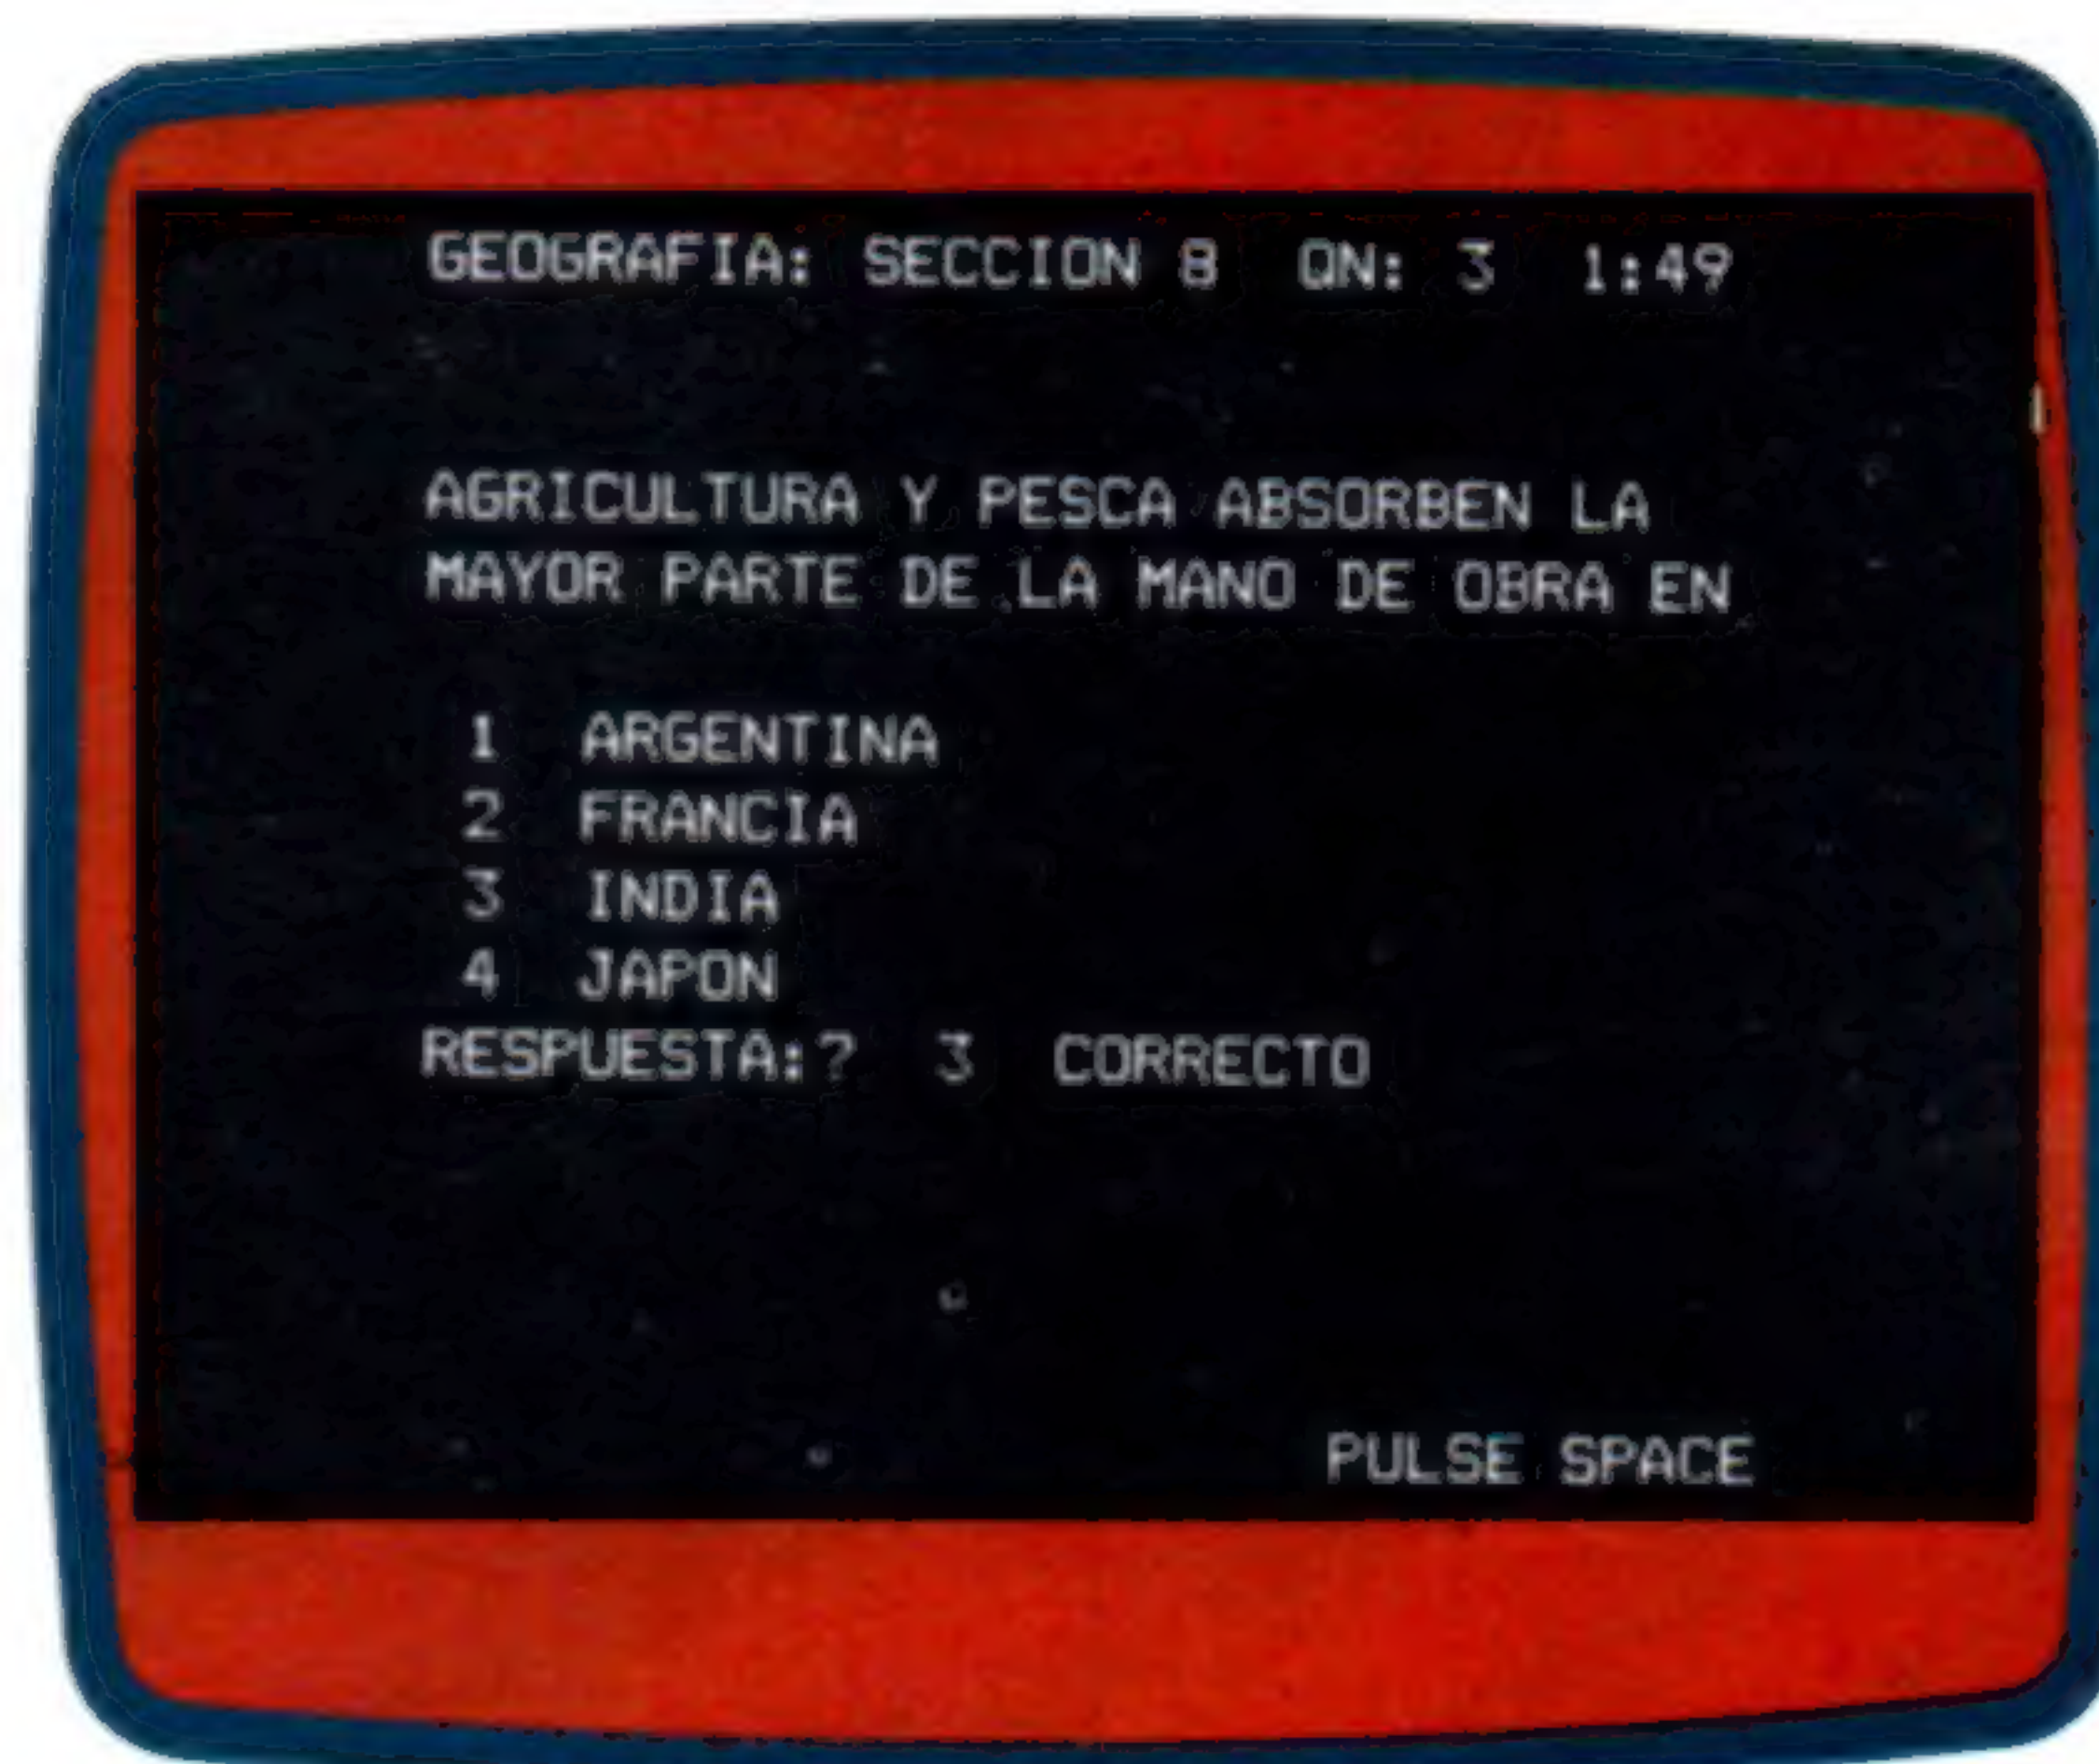 GEOGRAFIA: SECCION 8 QN: 3 1:49
AGRICULTURA Y PESCA ABSORBEN LA
MAYOR PARTE DE LA MANO DE OBRA EN
1 ARGENTINA
2 FRANCIA
3 INDIA
4 JAPON
RESPUESTA:? 3 CORRECTO
PULSE SPACE